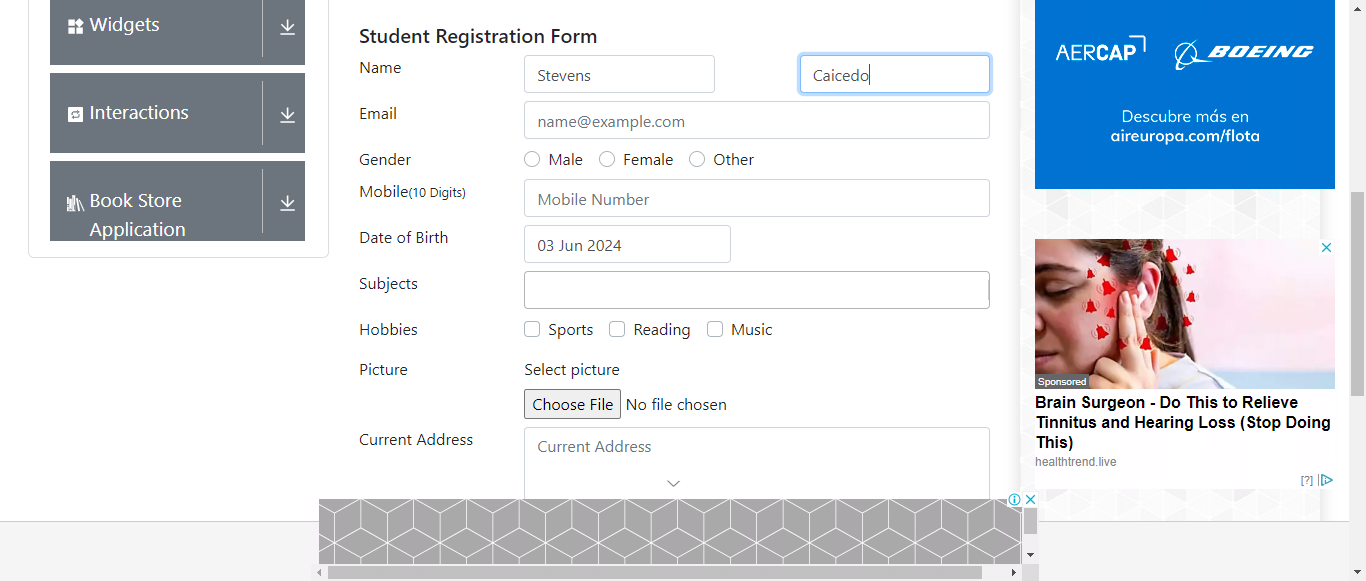 Widgets
Interactions
Book Store
Application
Student Registration Form
Name
Stevens
Caicedo
Email
name@example.com
Gender
Male
Female
Other
Mobile(10 Digits)
Mobile Number
Date of Birth
03 Jun 2024
Subjects
Hobbies
Sports
Reading
Music
Picture
Select picture
Choose File No file chosen
Current Address
Current Address
AERCAP
BOEING
Descubre más en
aireuropa.com/flota
Sponsored
Brain Surgeon - Do This to Relieve
Tinnitus and Hearing Loss (Stop Doing
This)
healthtrend.live
[?]